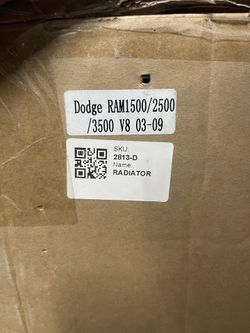 Dodge RAM1500/2500
/3500 V8 03-09
SKU:
2813-D
Name:
RADIATOR